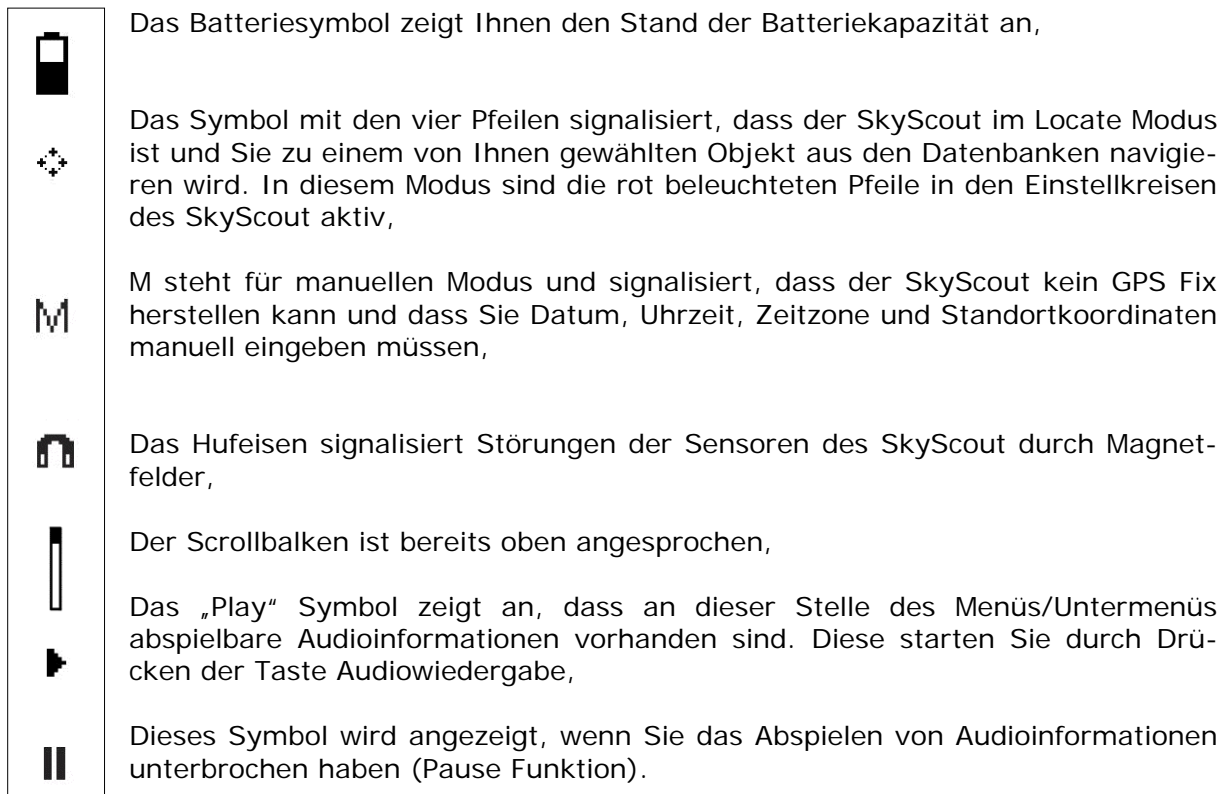 Das Batteriesymbol zeigt Ihnen den Stand der Batteriekapazität an,
Das Symbol mit den vier Pfeilen signalisiert, dass der SkyScout im Locate Modus
ist und Sie zu einem von Ihnen gewählten Objekt aus den Datenbanken navigie-
ren wird. In diesem Modus sind die rot beleuchteten Pfeile in den Einstellkreisen
des SkyScout aktiv,
M steht für manuellen Modus und signalisiert, dass der SkyScout kein GPS Fix
M herstellen kann und dass Sie Datum, Uhrzeit, Zeitzone und Standortkoordinaten
manuell eingeben müssen,
Das Hufeisen signalisiert Störungen der Sensoren des SkyScout durch Magnet-
felder,
Der Scrollbalken ist bereits oben angesprochen,
Das „Play“ Symbol zeigt an, dass an dieser Stelle des Menüs/Untermenüs
abspielbare Audioinformationen vorhanden sind. Diese starten Sie durch Drü-
cken der Taste Audiowiedergabe,
Dieses Symbol wird angezeigt, wenn Sie das Abspielen von Audioinformationen
unterbrochen haben (Pause Funktion).